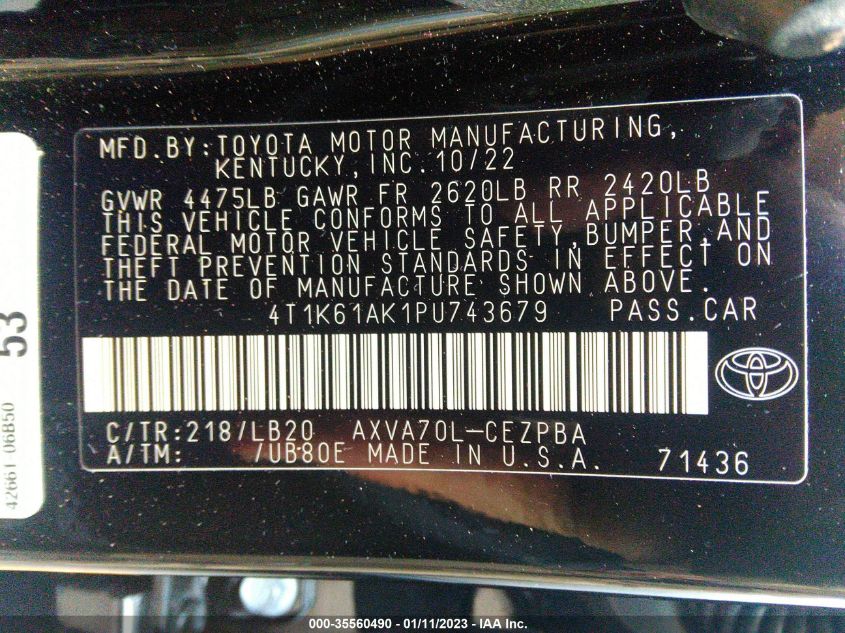 MFD.BY:TOYOTA MOTOR MANUFACTURING,
KENTUCKY,INC.10/22
GVWR 4475LB GAWR FR 2620LB RR 2420LB
THIS VEHICLE CONFORMS TO ALL APPLICABLE
FEDERAL MOTOR VEHICLE SAFETY,BUMPER,AND
THEFT PREVENTION STANDARDS IN EFFECT ON
THE DATE OF MANUFACTURE SHOWN ABOVE.
4T1K61AK1PU743679 PASS.CAR
C/TR:218/LB20 AXVA70L-CEZPBA
A/TM: /UB80E MADE IN U.S.A. 71436
53
42661-06B50
000-35560490 - 01/11/2023 - IAA Inc.